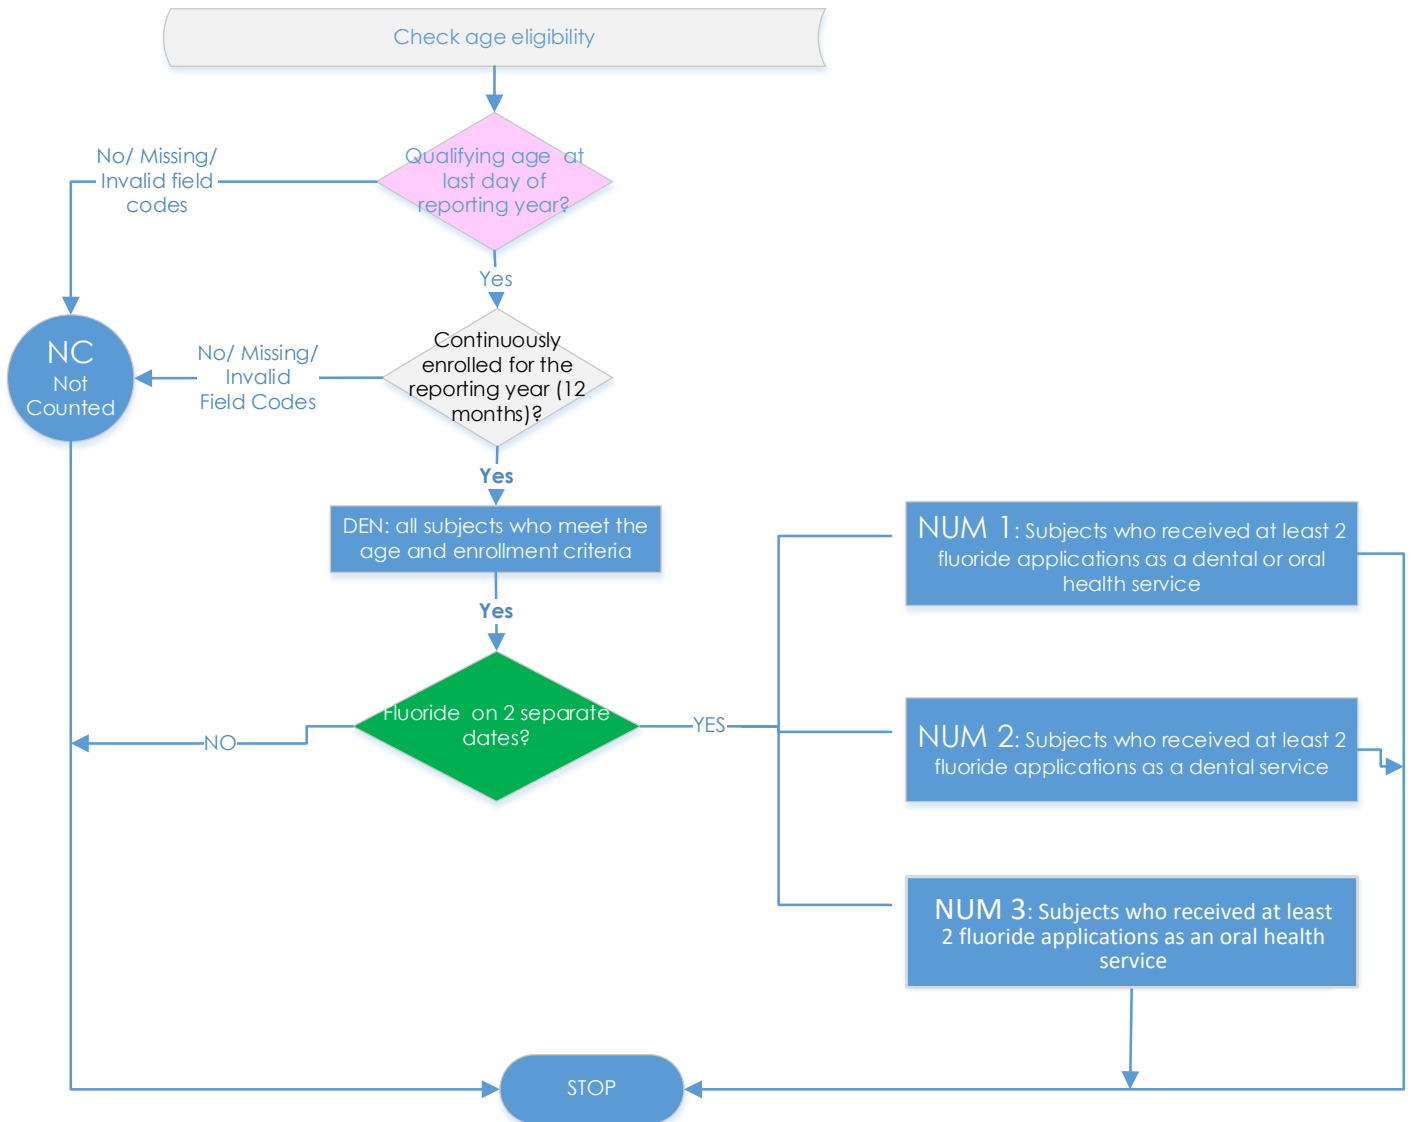 Check age eligibility
No/ Missing/
Invalid field
codes
Qualifying age at
last day of
reporting year?
Yes
NC
Not
Counted
No/ Missing/
Invalid
Field Codes
Continuously
enrolled for the
reporting year (12
months)?
Yes
DEN: all subjects who meet the
age and enrollment criteria
Yes
Fluoride on 2 separate
dates?
NO
YES
NUM 1: Subjects who received at least 2
fluoride applications as a dental or oral
health service
NUM 2: Subjects who received at least 2
fluoride applications as a dental service
NUM 3: Subjects who received at least
2 fluoride applications as an oral health
service
STOP